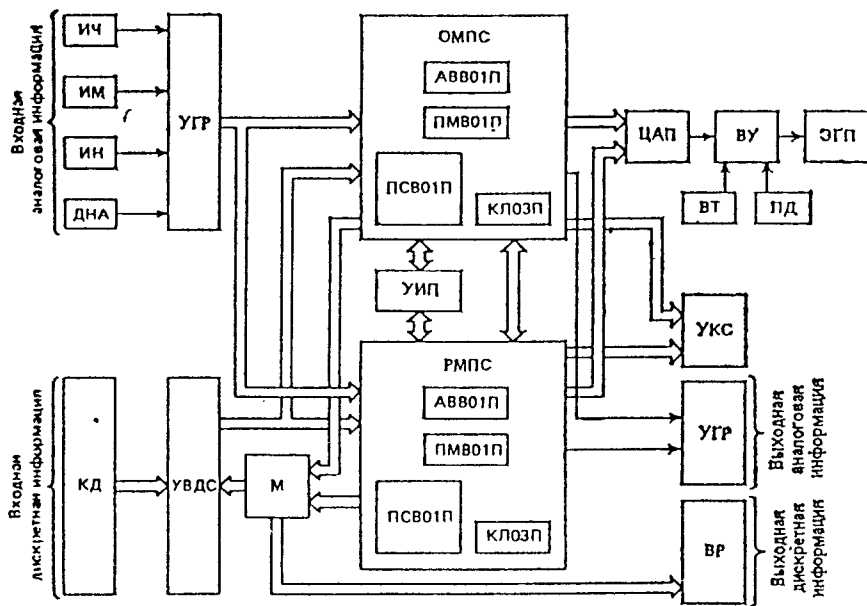 Входная
аналоговая информация
ИЧ
ИМ
ИН
ДНА
УГР
ОМПС
АВВ01П
ПМВ01П
ПСВ01П
КЛ03П
ЦАП
ВУ
ЭГП
ВТ
ПД
УИП
УКС
Входная
дискретная информация
КД
УВДС
М
РМПС
АВВ01П
ПМВ01П
ПСВ01П
КЛ03П
УГР
Выходная
аналоговая
информация
ВР
Выходная
дискретная
информация